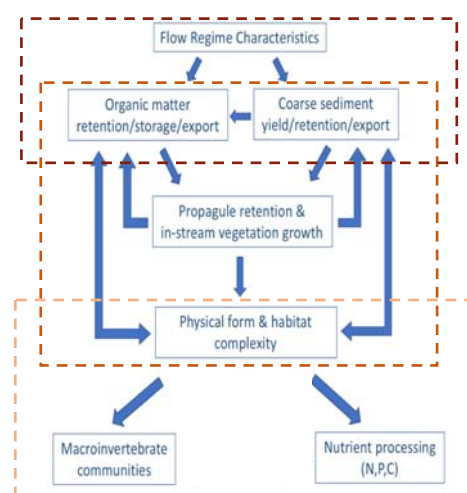 Flow Regime Characteristics
Organic matter
retention/storage/export
Coarse sediment
yield/retention/export
Propagule retention &
in-stream vegetation growth
Physical form & habitat
complexity
Macroinvertebrate
communities
Nutrient processing
(N,P,C)